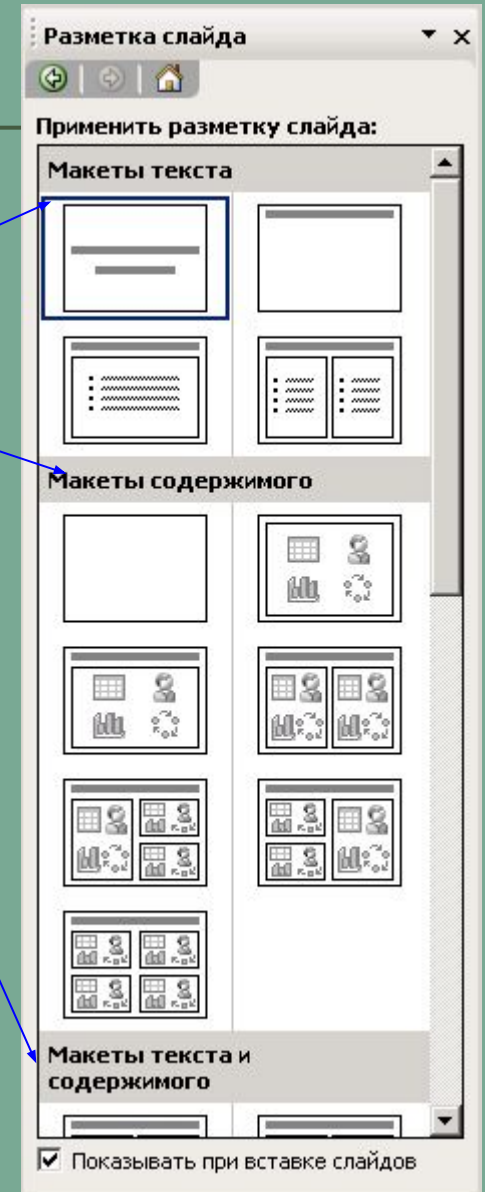 Разметка слайда
Применить разметку слайда:
Макеты текста
Макеты содержимого
Макеты текста и
содержимого
Показывать при вставке слайдов